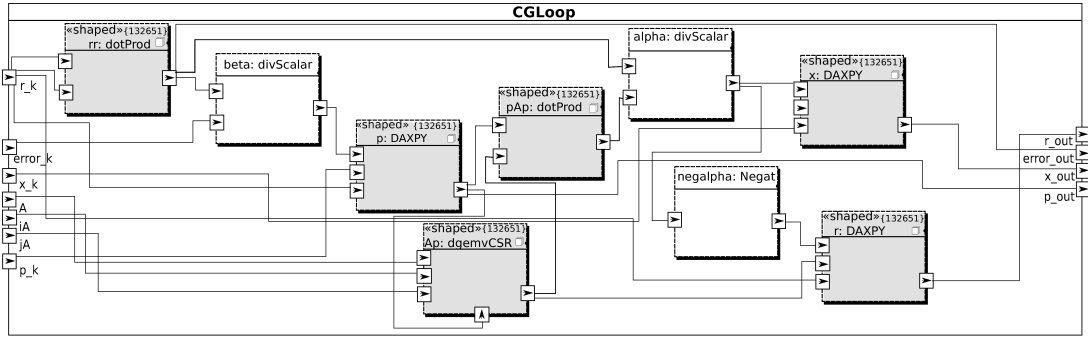 CGLoop
«shaped» {132651}
rr: dotProd
alpha: divScalar
beta: divScalar
«shaped» {132651}
x: DAXPY
«shaped» {132651}
pAp: dotProd
«shaped» {132651}
p: DAXPY
negalpha: Negat
«shaped» {132651}
r: DAXPY
«shaped» {132651}
Ap: dgemvCSR
r_k
error_k
x_k
A
iA
jA
p_k
r_out
error_out
x_out
p_out